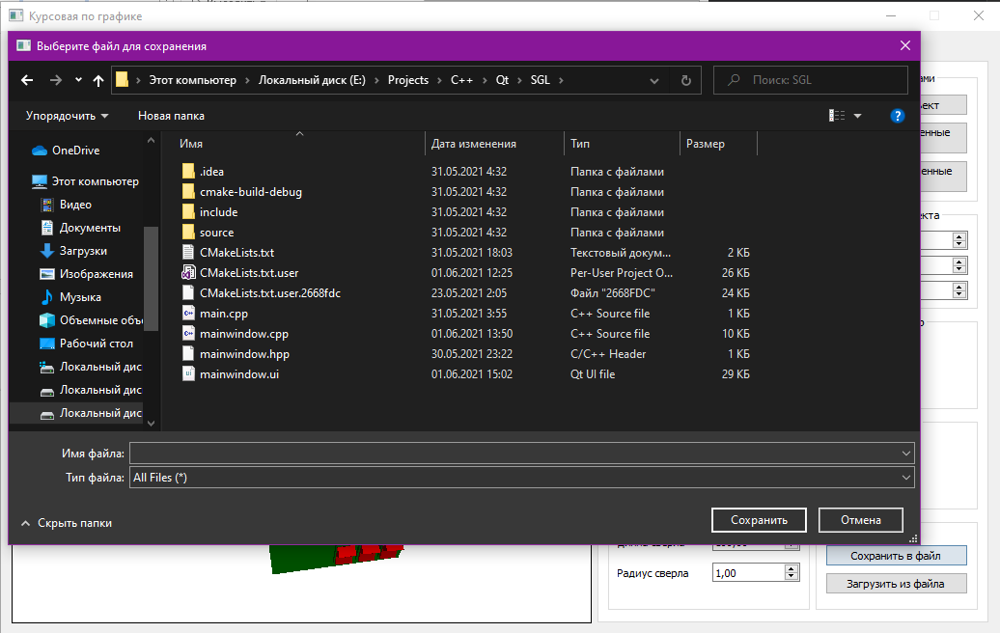 Курсовая по графике
Выберите файл для сохранения
Этот компьютер › Локальный диск (E:) › Projects › C++ › Qt › SGL ›
Поиск: SGL
Упорядочить
Новая папка
Имя Дата изменения Тип Размер
OneDrive
Этот компьютер
Видео
Документы
Загрузки
Изображения
Музыка
Объемные объ
Рабочий стол
Локальный дис
Локальный дис
Локальный дис
.idea 31.05.2021 4:32 Папка с файлами
cmake-build-debug 31.05.2021 4:32 Папка с файлами
include 31.05.2021 4:32 Папка с файлами
source 31.05.2021 4:32 Папка с файлами
CMakeLists.txt 31.05.2021 18:03 Текстовый докум... 2 КБ
CMakeLists.txt.user 01.06.2021 12:25 Per-User Project O... 26 КБ
CMakeLists.txt.user.2668fdc 23.05.2021 2:05 Файл "2668FDC" 24 КБ
main.cpp 31.05.2021 3:55 C++ Source file 1 КБ
mainwindow.cpp 01.06.2021 13:50 C++ Source file 10 КБ
mainwindow.hpp 30.05.2021 23:22 C/C++ Header 1 КБ
mainwindow.ui 01.06.2021 15:02 Qt UI file 29 КБ
Имя файла:
Тип файла: All Files (*)
Скрыть папки
Сохранить
Отмена
ами
ект
енные
енные
екта
Радиус сверла 1,00
Сохранить в файл
Загрузить из файла